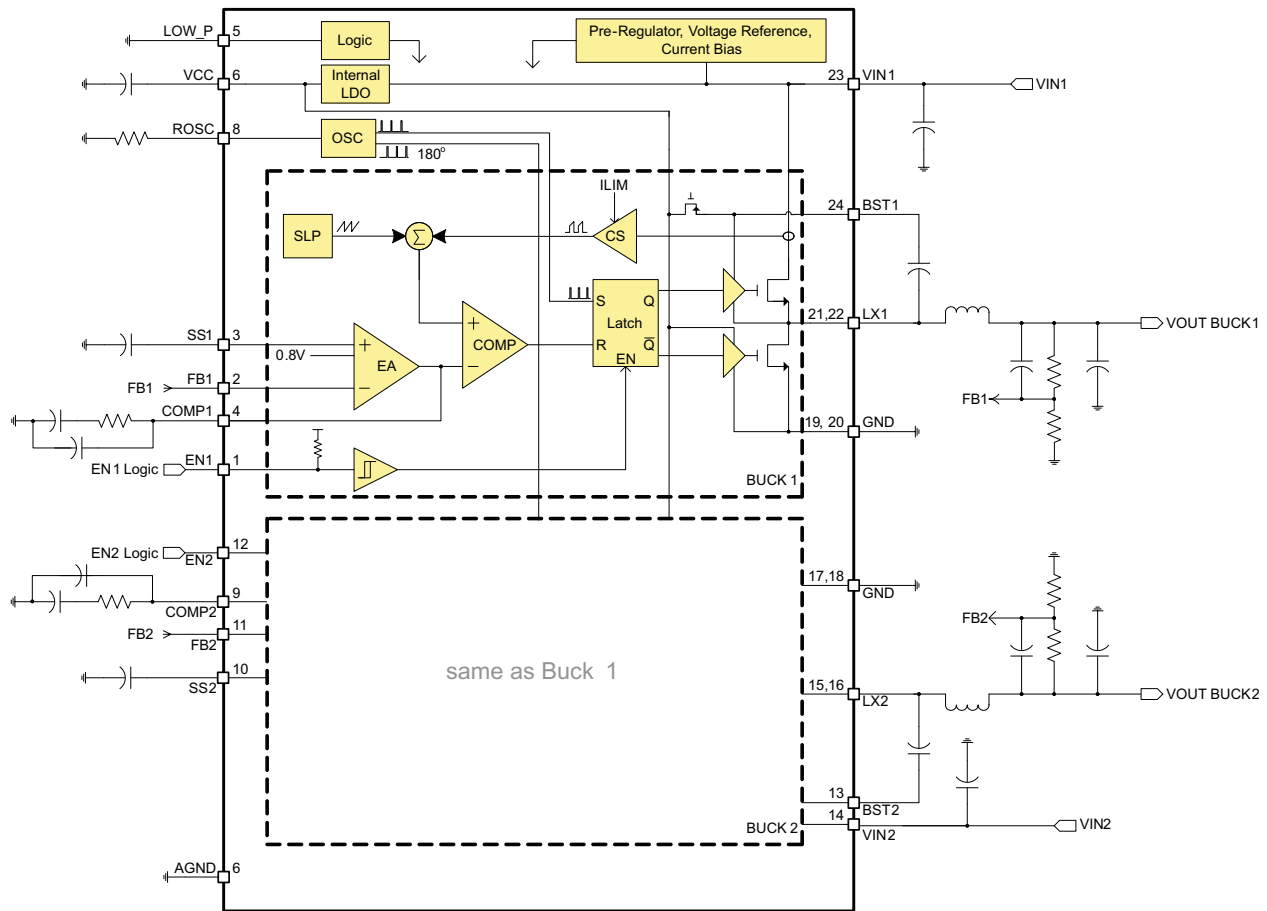 LOW_P 5
Logic
Pre-Regulator, Voltage Reference,
Current Bias
VCC 6
Internal
LDO
23 VIN1
VIN1
ROSC 8
OSC
180°
ILIM
24 BST1
SLP
Σ
CS
S Q
Latch
R Q̅
EN
21,22 LX1
VOUT BUCK1
SS1 3
0.8V
+
−
EA
+
−
COMP
FB1
FB1 2
COMP1 4
FB1
19, 20 GND
EN1 Logic
EN1 1
BUCK 1
EN2 Logic
12
EN2
9
COMP2
17,18
GND
FB2
11
FB2
FB2
10
SS2
same as Buck 1
15,16
LX2
VOUT BUCK2
13
BST2
14
VIN2
VIN2
BUCK 2
AGND 6